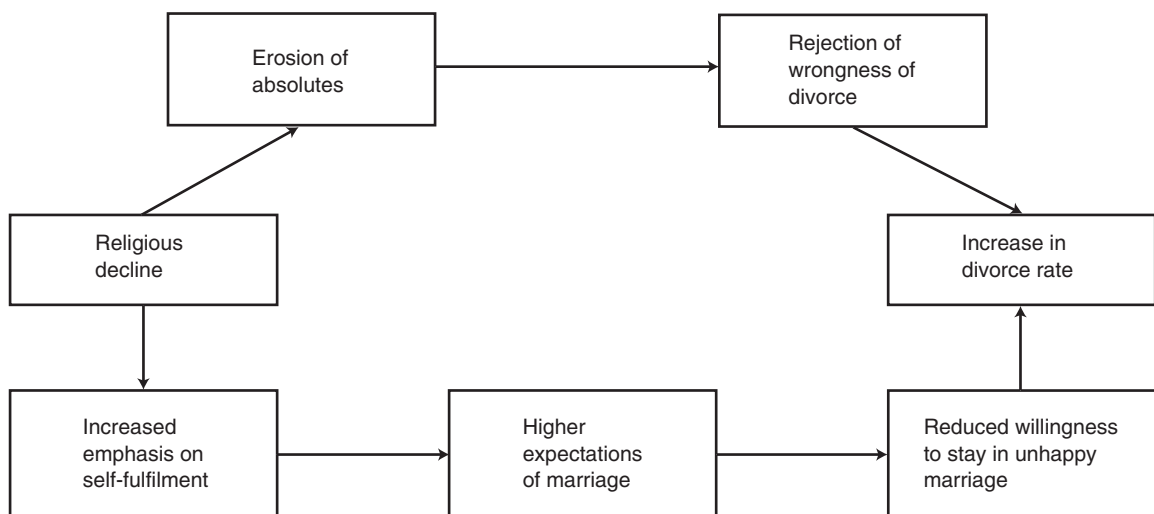 Erosion of
absolutes
Rejection of
wrongness of
divorce
Religious
decline
Increase in
divorce rate
Increased
emphasis on
self-fulfilment
Higher
expectations
of marriage
Reduced willingness
to stay in unhappy
marriage